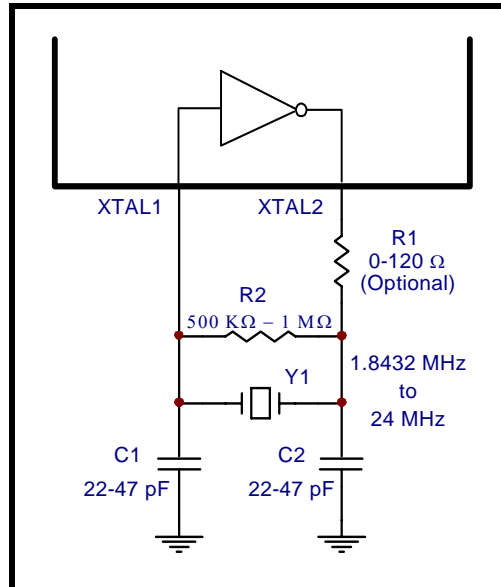 XTAL1
XTAL2
R1
0-120 Ω
(Optional)
R2
500 KΩ – 1 MΩ
Y1
1.8432 MHz
to
24 MHz
C1
22-47 pF
C2
22-47 pF